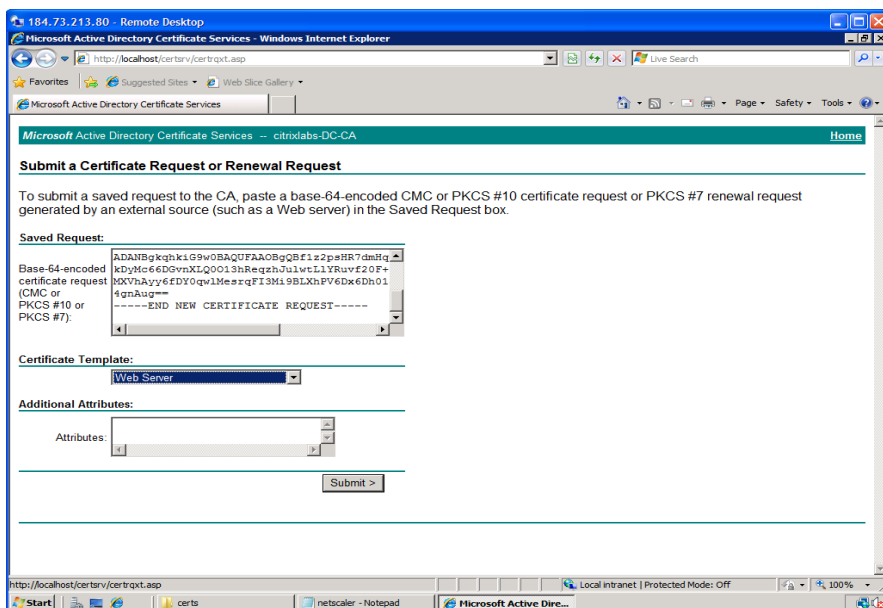 184.73.213.80 - Remote Desktop
Microsoft Active Directory Certificate Services - Windows Internet Explorer
http://localhost/certsrv/certrqxt.asp
Live Search
Favorites
Suggested Sites
Web Slice Gallery
Microsoft Active Directory Certificate Services
Page
Safety
Tools
Microsoft Active Directory Certificate Services -- citrixlabs-DC-CA
Home
Submit a Certificate Request or Renewal Request
To submit a saved request to the CA, paste a base-64-encoded CMC or PKCS #10 certificate request or PKCS #7 renewal request
generated by an external source (such as a Web server) in the Saved Request box.
Saved Request:
Base-64-encoded
certificate request
(CMC or
PKCS #10 or
PKCS #7):
4gnAug==
-----END NEW CERTIFICATE REQUEST-----
Certificate Template:
Web Server
Additional Attributes:
Attributes:
Submit >
http://localhost/certsrv/certrqxt.asp
Local intranet | Protected Mode: Off
100%
Start
certs
netscaler - Notepad
Microsoft Active Dire...